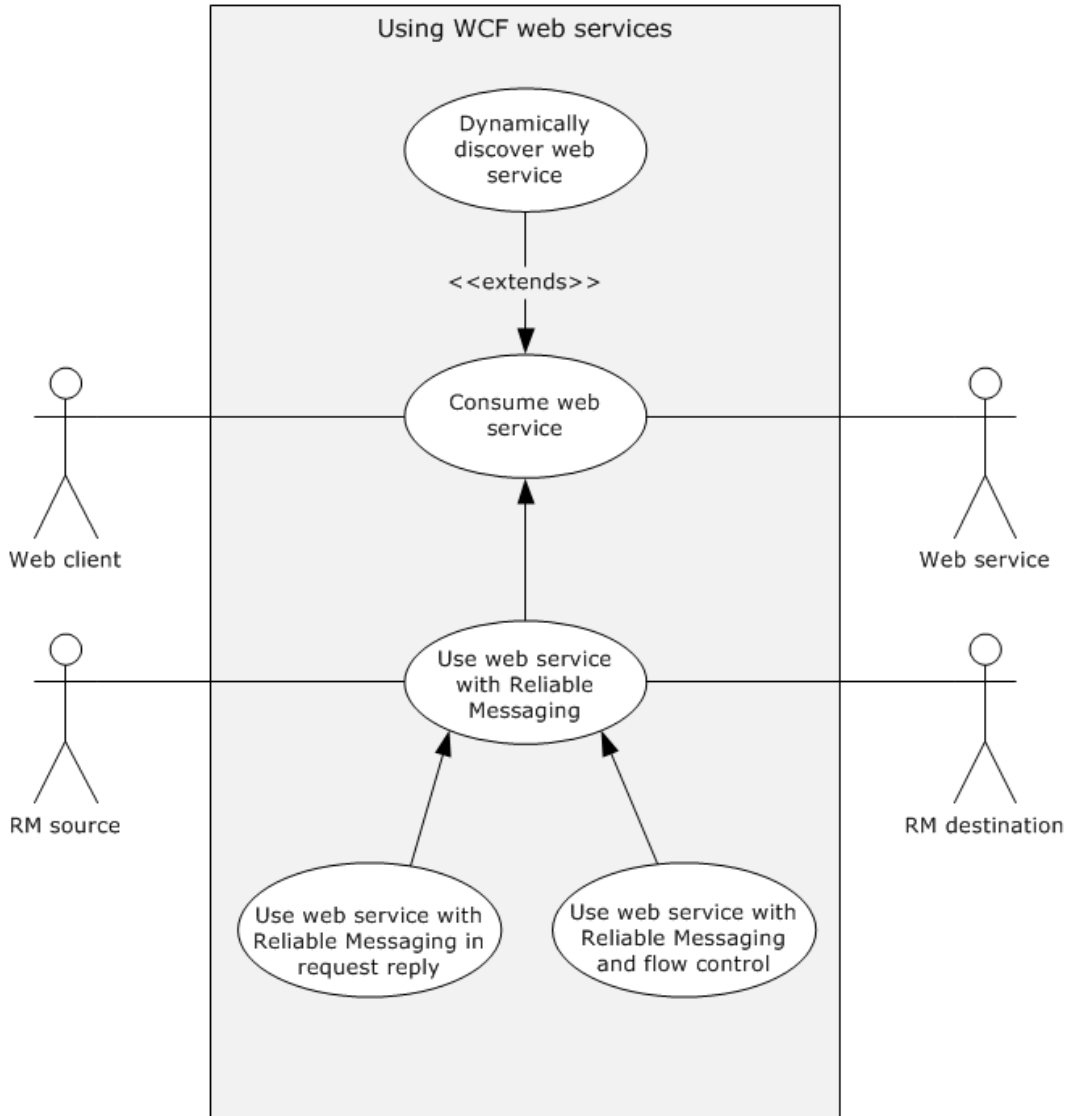 Using WCF web services
Dynamically
discover web
service
<<extends>>
Consume web
service
Web client
Web service
Use web service
with Reliable
Messaging
RM source
RM destination
Use web service with
Reliable Messaging in
request reply
Use web service with
Reliable Messaging
and flow control